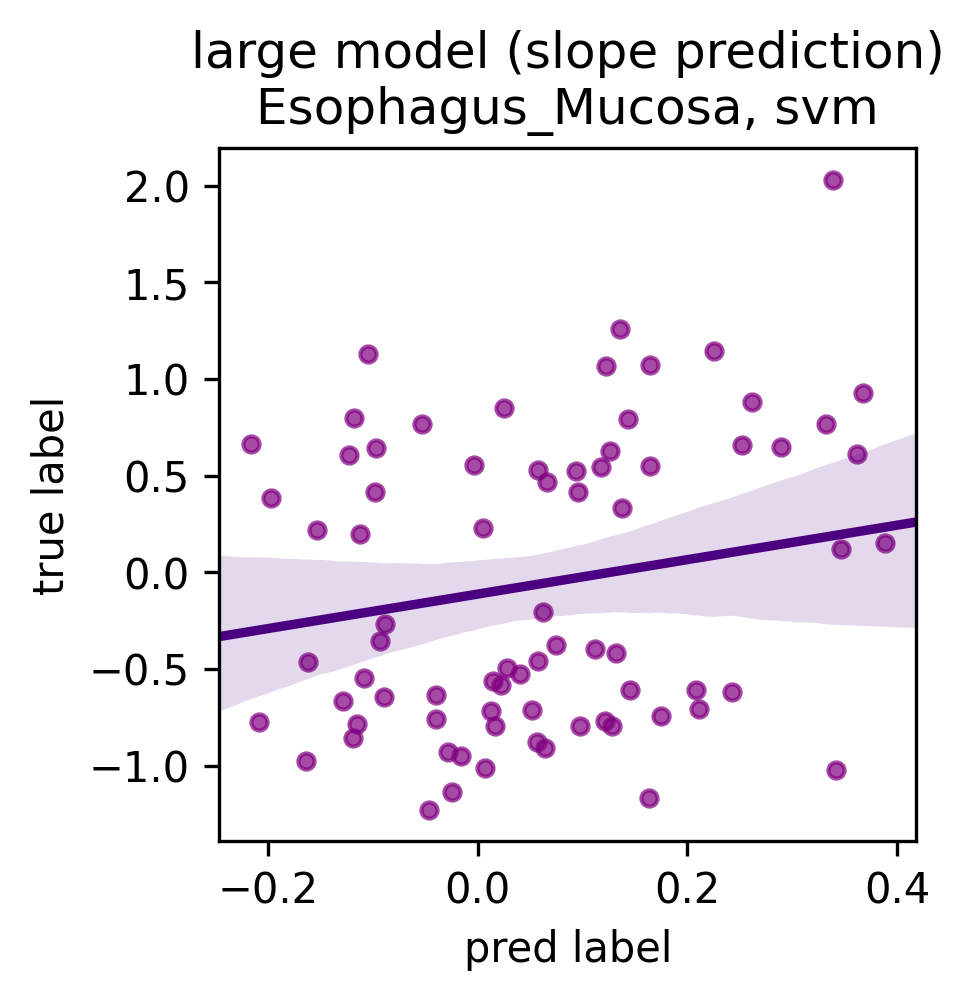 large model (slope prediction)
Esophagus_Mucosa, svm
2.0
1.5
1.0
0.5
0.0
−0.5
−1.0
true label
−0.2
0.0
0.2
0.4
pred label